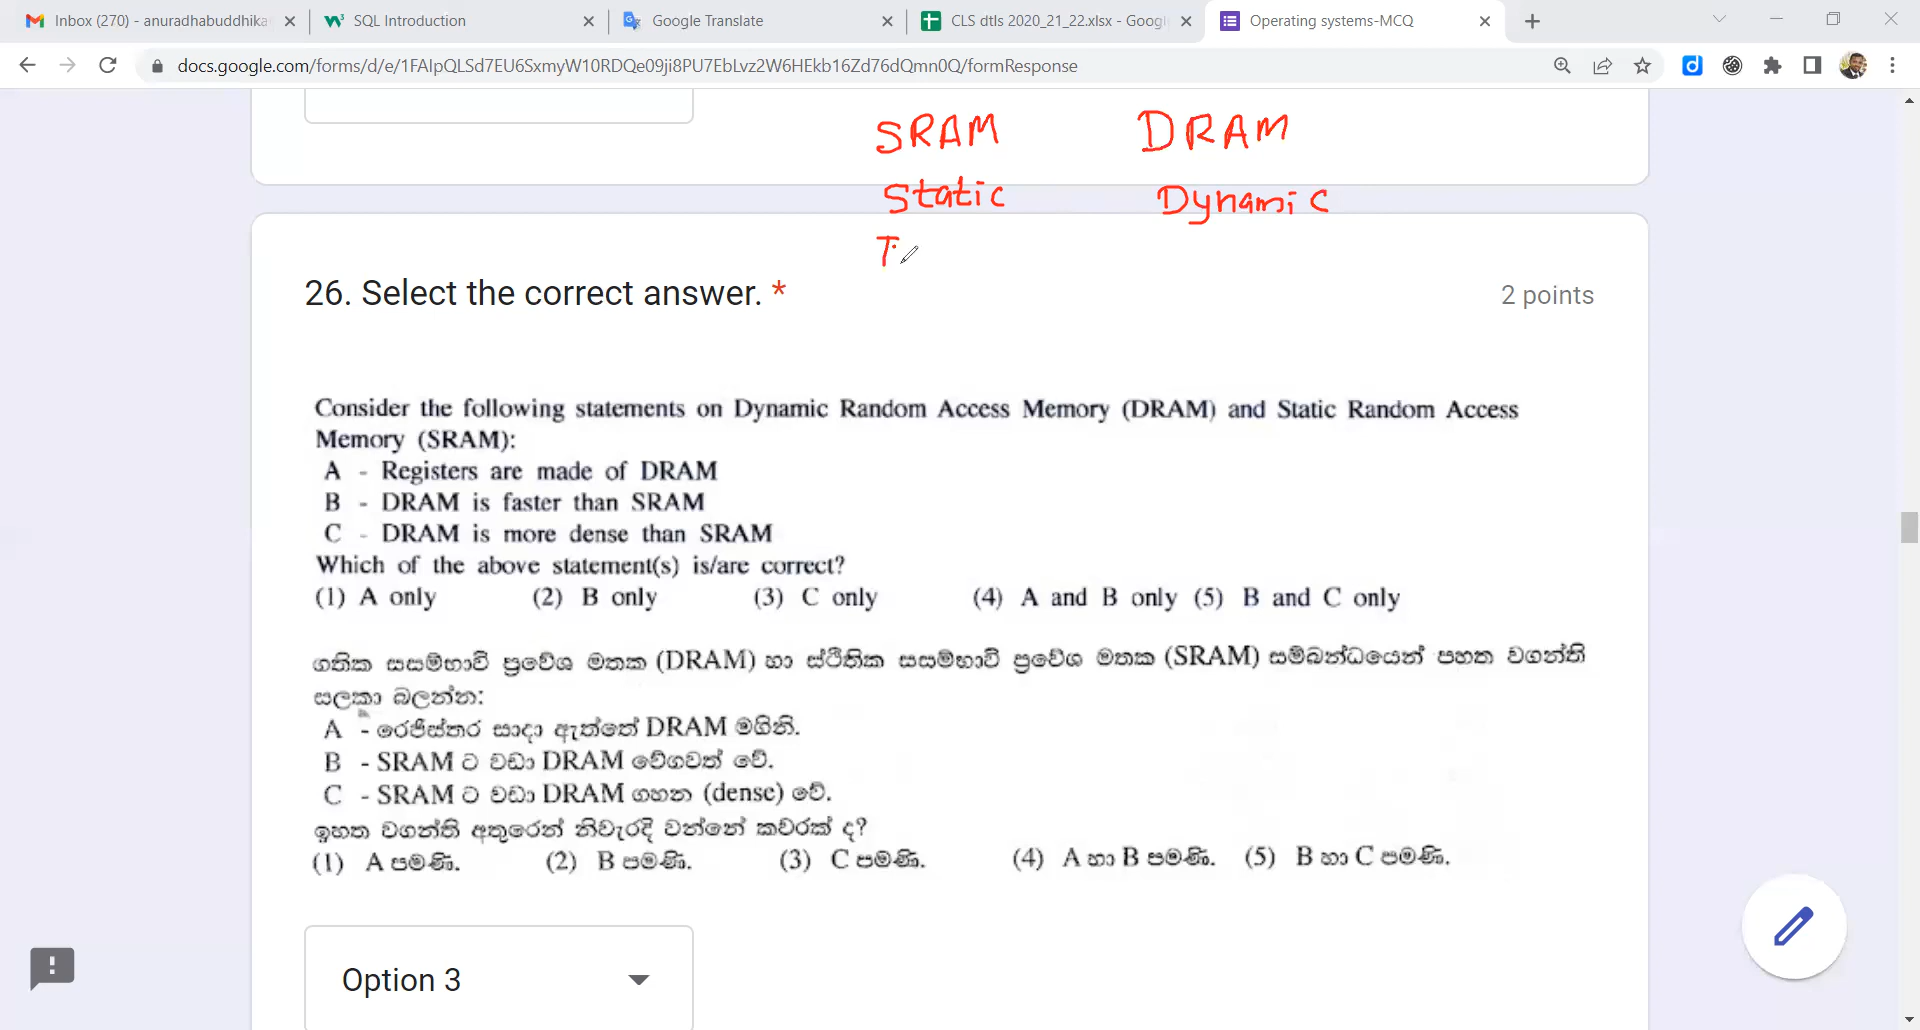 Inbox (270) - anuradhabuddhika
SQL Introduction
Google Translate
CLS dtls 2020_21_22.xlsx - Googl
Operating systems-MCQ
docs.google.com/forms/d/e/1FAIpQLSd7EU6SxmyW10RDQe09ji8PU7EbLvz2W6HEkb16Zd76dQmn0Q/formResponse
SRAM DRAM
Static Dynamic
T
26. Select the correct answer. *
2 points
Consider the following statements on Dynamic Random Access Memory (DRAM) and Static Random Access
Memory (SRAM):
A - Registers are made of DRAM
B - DRAM is faster than SRAM
C - DRAM is more dense than SRAM
Which of the above statement(s) is/are correct?
(1) A only (2) B only (3) C only (4) A and B only (5) B and C only
ගතික සසම්භාවි ප්‍රවේශ මතක (DRAM) හා ස්ථිතික සසම්භාවි ප්‍රවේශ මතක (SRAM) සම්බන්ධයෙන් පහත වගන්ති
සලකා බලන්න:
A - රෙජිස්තර සාදා ඇත්තේ DRAM මගිනි.
B - SRAM ට වඩා DRAM වේගවත් වේ.
C - SRAM ට වඩා DRAM ගහන (dense) වේ.
ඉහත වගන්ති අතුරෙන් නිවැරදි වන්නේ කවරක් ද?
(1) A පමණි. (2) B පමණි. (3) C පමණි. (4) A හා B පමණි. (5) B හා C පමණි.
Option 3